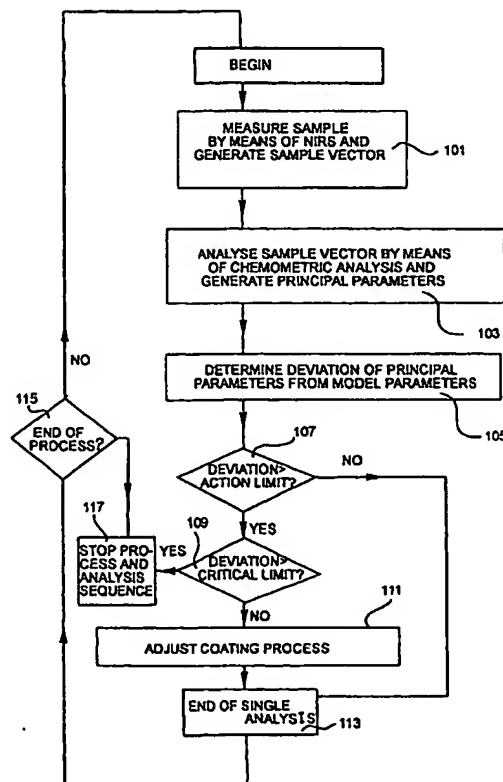 BEGIN
MEASURE SAMPLE
BY MEANS OF NIRS AND
GENERATE SAMPLE VECTOR
101
ANALYSE SAMPLE VECTOR BY MEANS
OF CHEMOMETRIC ANALYSIS AND
GENERATE PRINCIPAL PARAMETERS
103
DETERMINE DEVIATION OF PRINCIPAL
PARAMETERS FROM MODEL PARAMETERS
105
NO
115
END OF
PROCESS?
107
DEVIATION>
ACTION LIMIT?
NO
YES
117
STOP PRO-
CESS AND
ANALYSIS
SEQUENCE
YES
109
DEVIATION>
CRITICAL LIMIT?
NO
111
ADJUST COATING PROCESS
END OF SINGLE
ANALYSIS
113